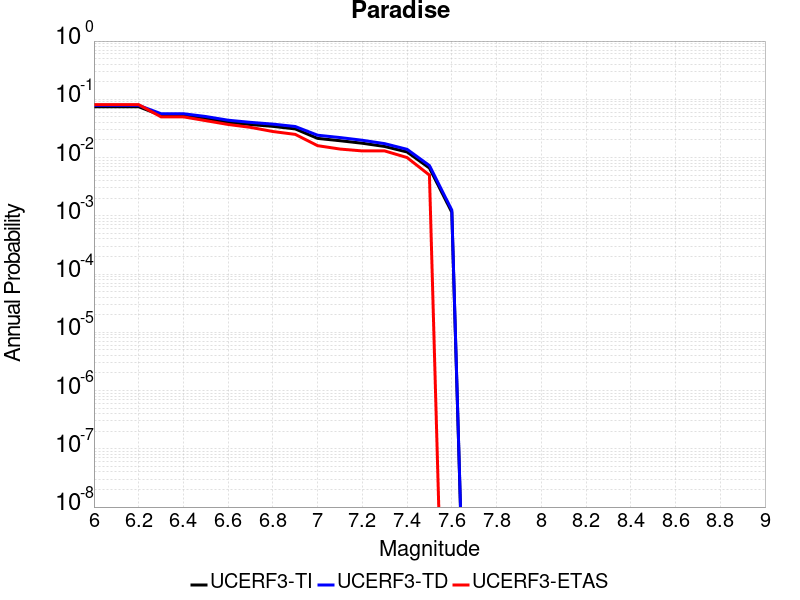 Paradise
10^0
10^-1
10^-2
10^-3
10^-4
10^-5
10^-6
10^-7
10^-8
Annual Probability
6 6.2 6.4 6.6 6.8 7 7.2 7.4 7.6 7.8 8 8.2 8.4 8.6 8.8 9
Magnitude
UCERF3-TI UCERF3-TD UCERF3-ETAS